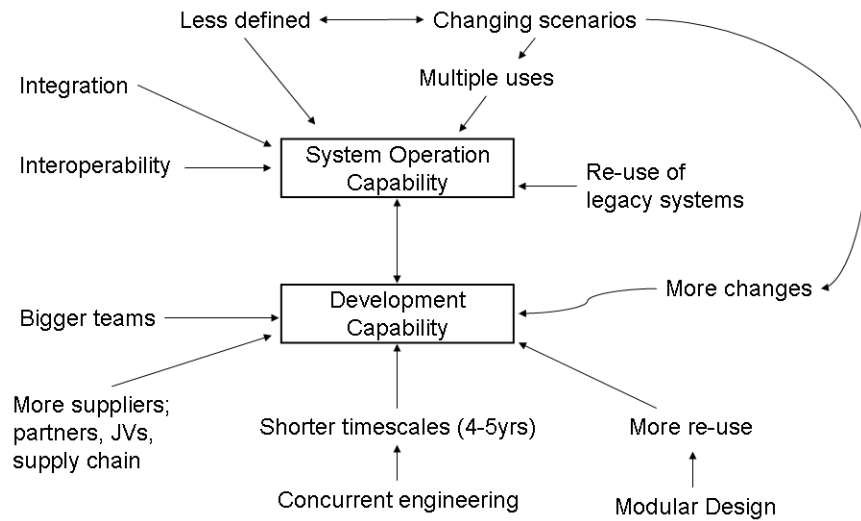 Less defined
Changing scenarios
Multiple uses
Integration
Interoperability
System Operation
Capability
Re-use of
legacy systems
More changes
Development
Capability
Bigger teams
More suppliers;
partners, JVs,
supply chain
Shorter timescales (4-5yrs)
More re-use
Concurrent engineering
Modular Design